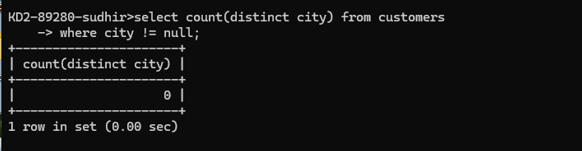 KD2-89280-sudhir>select count(distinct city) from customers
    -> where city != null;
+----------------------+
| count(distinct city) |
+----------------------+
|                    0 |
+----------------------+
1 row in set (0.00 sec)